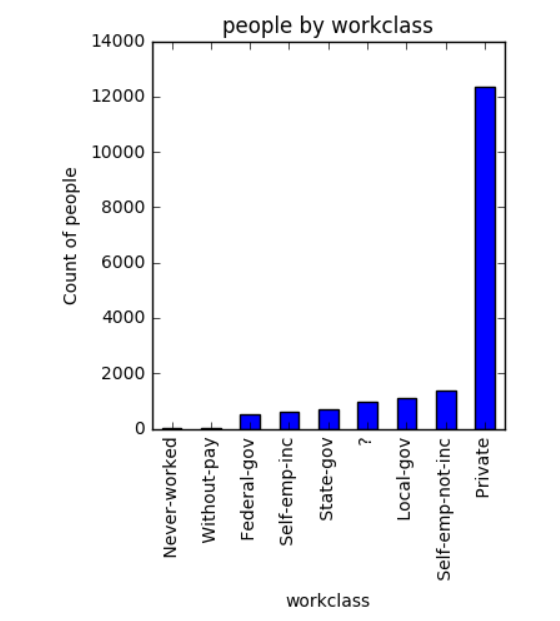 people by workclass
14000
12000
10000
8000
6000
4000
2000
0
Count of people
Never-worked
Without-pay
Federal-gov
Self-emp-inc
State-gov
?
Local-gov
Self-emp-not-inc
Private
workclass